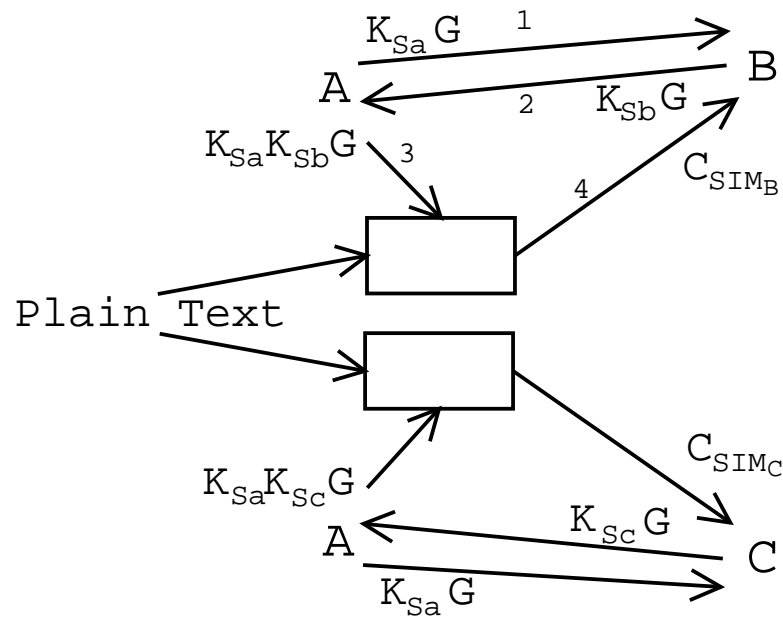 K_Sa G
1
B
A
2
K_Sb G
K_Sa K_Sb G
3
C_SIM_B
4
Plain Text
C_SIM_C
K_Sa K_Sc G
K_Sc G
A
C
K_Sa G